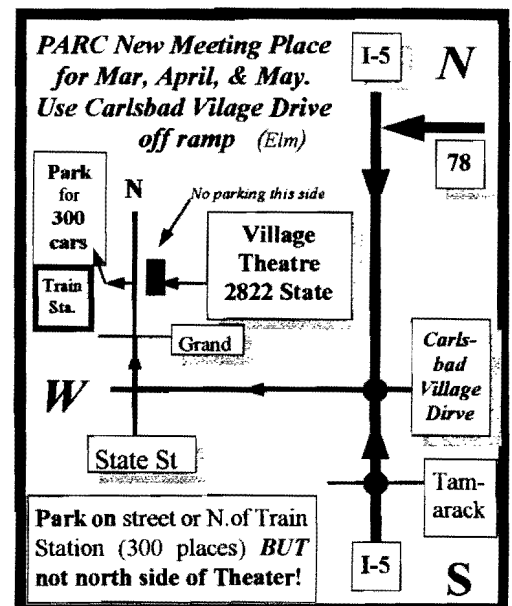 PARC New Meeting Place
for Mar, April, & May.
Use Carlsbad Vilage Drive
off ramp (Elm)
I-5
N
78
Park
for
300
cars
N
No parking this side
Village
Theatre
2822 State
Train
Sta.
Grand
Carls-
bad
Village
Dirve
W
State St
Tam-
arack
Park on street or N.of Train
Station (300 places) BUT
not north side of Theater!
I-5
S